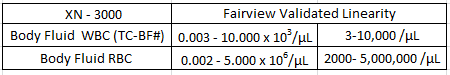 XN - 3000 Fairview Validated Linearity
Body Fluid WBC (TC-BF#) 0.003 - 10.000 x 10³/µL 3-10,000 /µL
Body Fluid RBC 0.002 - 5.000 x 10⁶/µL 2000- 5,000,000 /µL